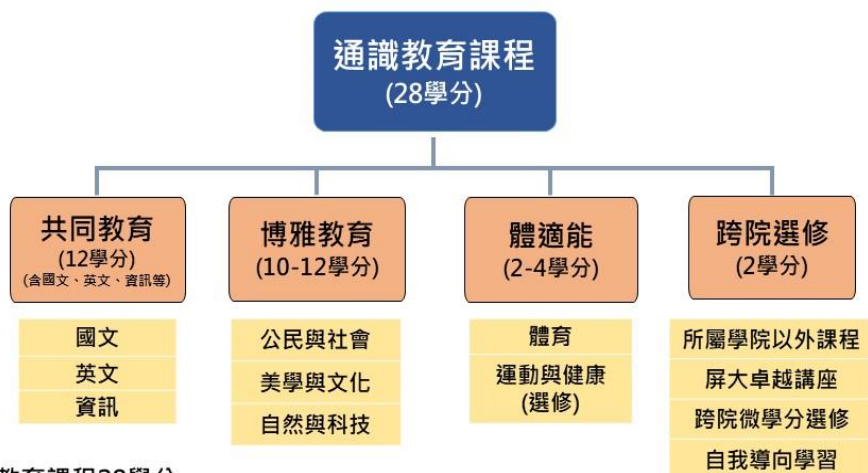 通識教育課程
(28學分)
共同教育
(12學分)
(含國文、英文、資訊等)
國文
英文
資訊
博雅教育
(10-12學分)
公民與社會
美學與文化
自然與科技
體適能
(2-4學分)
體育
運動與健康
(選修)
跨院選修
(2學分)
所屬學院以外課程
屏大卓越講座
跨院微學分選修
自我導向學習